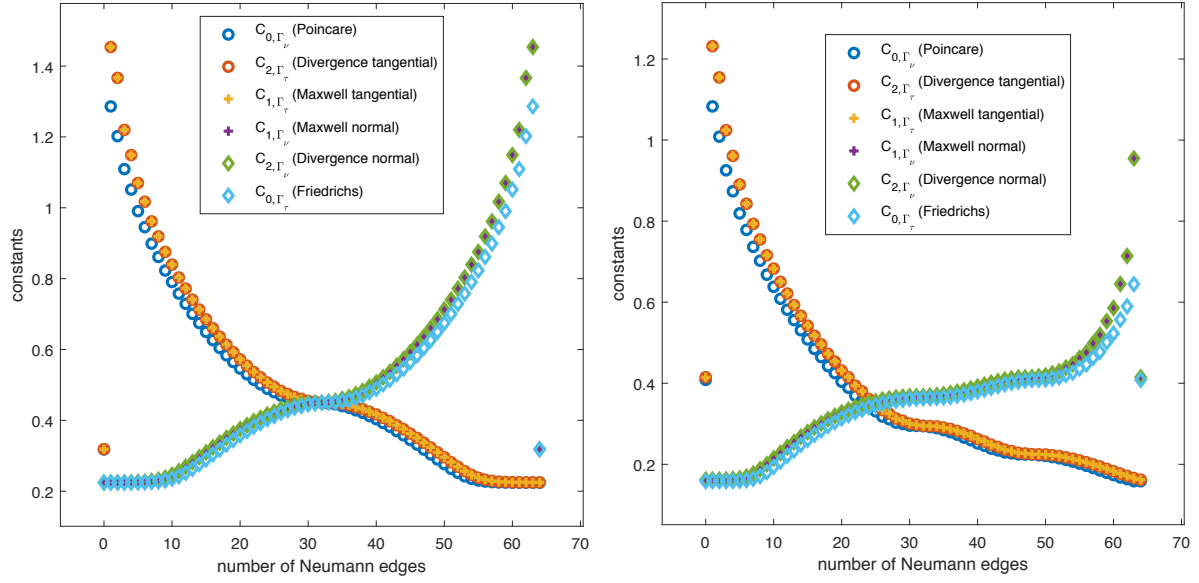 C0,Γν (Poincare)
C2,Γτ (Divergence tangential)
C1,Γτ (Maxwell tangential)
C1,Γν (Maxwell normal)
C2,Γν (Divergence normal)
C0,Γτ (Friedrichs)
1.4
1.2
1
0.8
0.6
0.4
0.2
constants
0 10 20 30 40 50 60 70
number of Neumann edges
C0,Γν (Poincare)
C2,Γτ (Divergence tangential)
C1,Γτ (Maxwell tangential)
C1,Γν (Maxwell normal)
C2,Γν (Divergence normal)
C0,Γτ (Friedrichs)
1.2
1
0.8
0.6
0.4
0.2
constants
0 10 20 30 40 50 60 70
number of Neumann edges